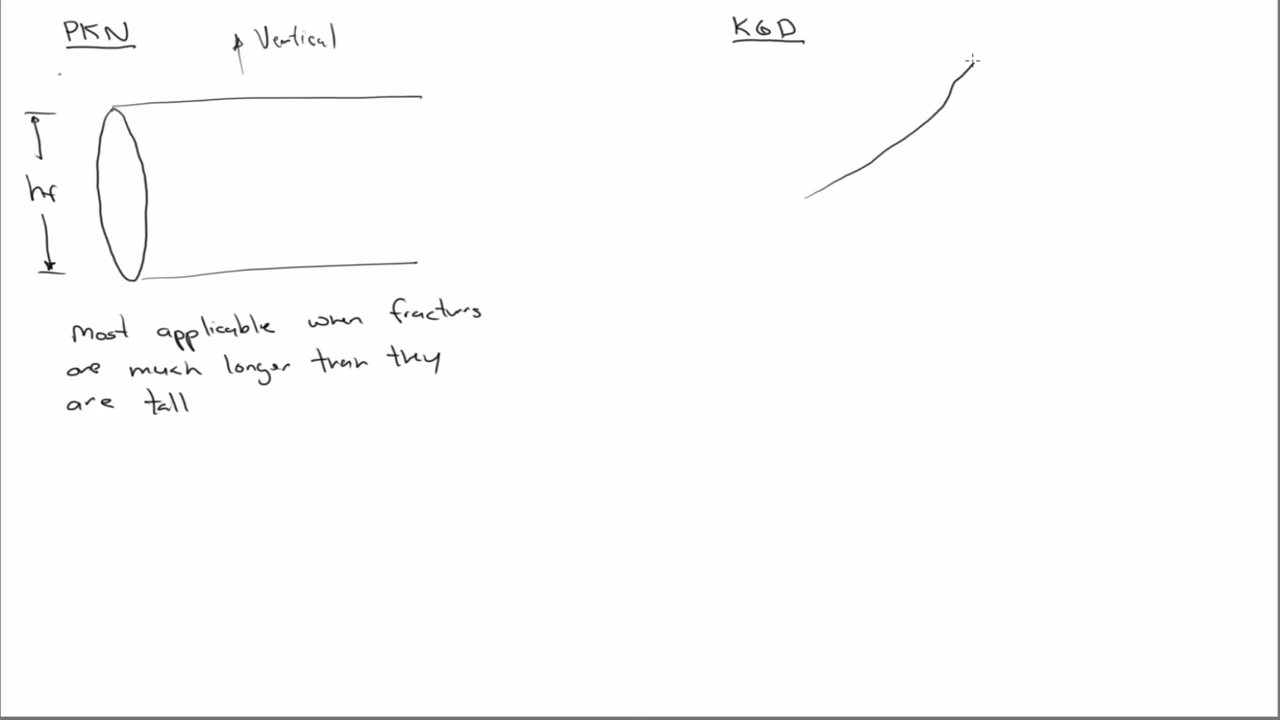 PKN
Vertical
hf
Most applicable when fractures
are much longer than they
are tall
KGD